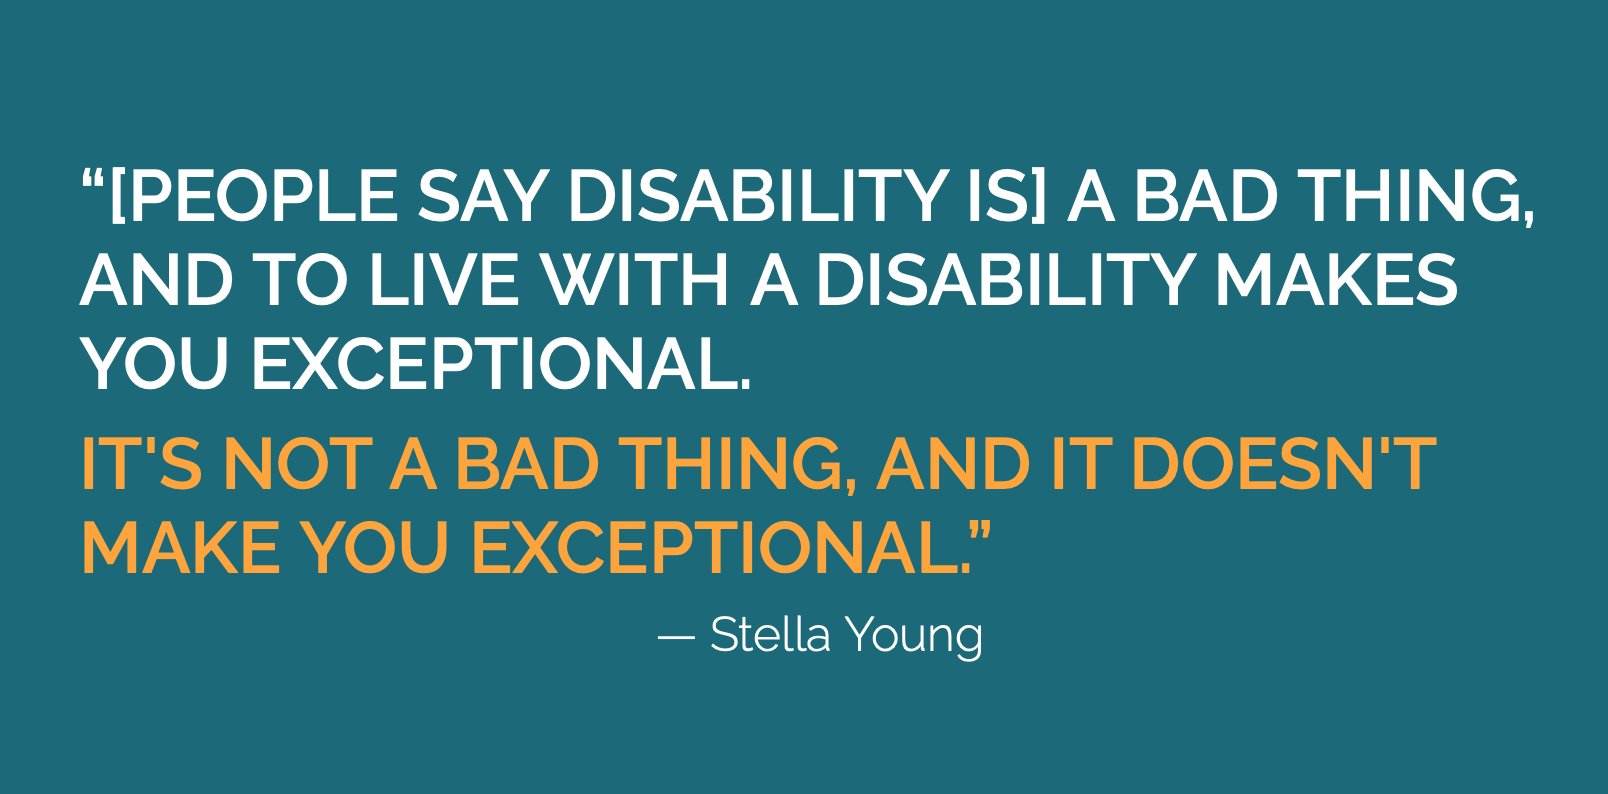 “[PEOPLE SAY DISABILITY IS] A BAD THING,
AND TO LIVE WITH A DISABILITY MAKES
YOU EXCEPTIONAL.
IT'S NOT A BAD THING, AND IT DOESN'T
MAKE YOU EXCEPTIONAL.”
— Stella Young